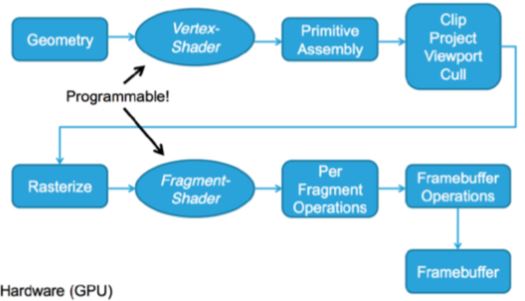 Geometry
Vertex-
Shader
Primitive
Assembly
Clip
Project
Viewport
Cull
Programmable!
Rasterize
Fragment-
Shader
Per
Fragment
Operations
Framebuffer
Operations
Framebuffer
Hardware (GPU)